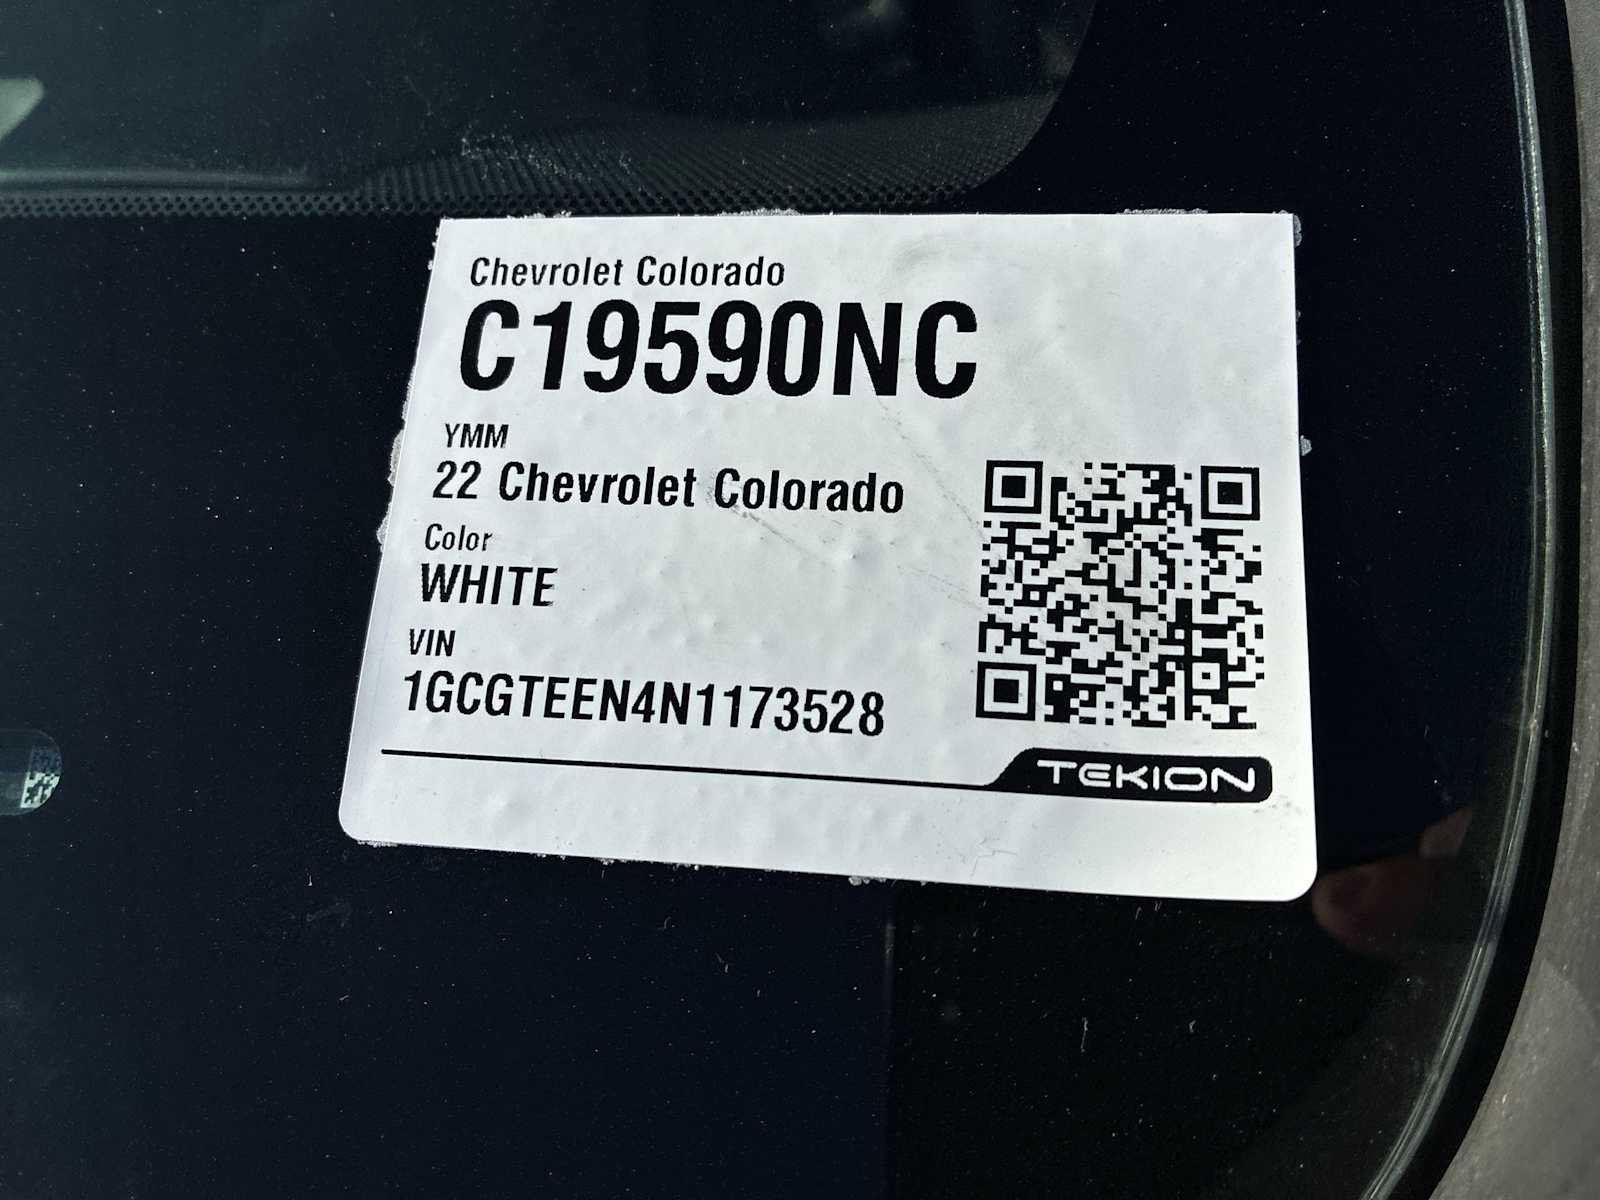 Chevrolet Colorado
C19590NC
YMM
22 Chevrolet Colorado
Color
WHITE
VIN
1GCGTEEN4N1173528
TEKION